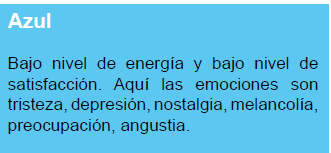 Azul
Bajo nivel de energía y bajo nivel de
satisfacción. Aquí las emociones son
tristeza, depresión, nostalgia, melancolía,
preocupación, angustia.